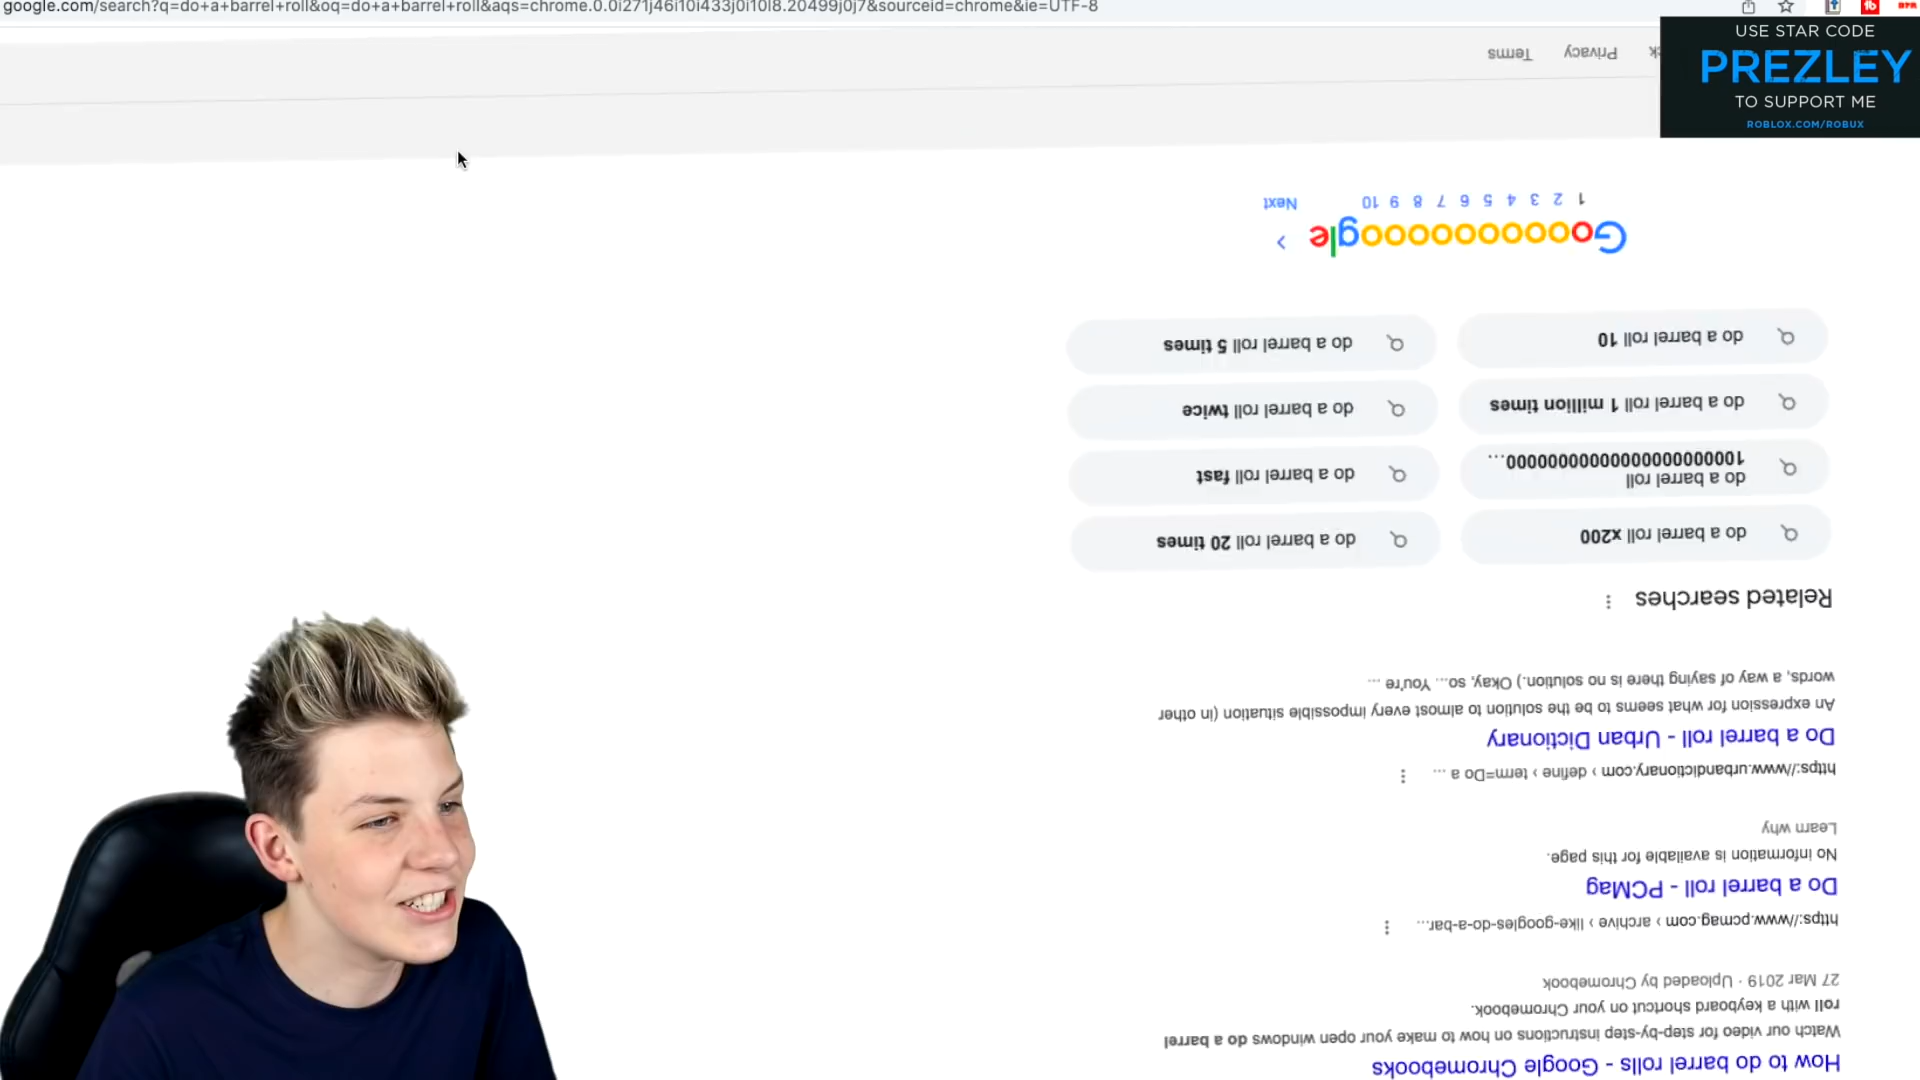 google.com/search?q=do+a+barrel+roll&oq=do+a+barrel+roll&aqs=chrome.0.0i271j46i10i433j0i10l8.20499j0j7&sourceid=chrome&ie=UTF-8
USE STAR CODE
PREZLEY
TO SUPPORT ME
ROBLOX.COM/ROBUX
How to do barrel rolls - Google Chromebooks
Watch our video for step-by-step instructions on how to make your open windows do a barrel
roll with a keyboard shortcut on your Chromebook.
27 Mar 2019 · Uploaded by Chromebook
https://www.pcmag.com › archive › like-googles-do-a-bar...
Do a barrel roll - PCMag
No information is available for this page.
Learn why
https://www.urbandictionary.com › define › term=Do a ...
Do a barrel roll - Urban Dictionary
An expression for what seems to be the solution to almost every impossible situation (in other
words, a way of saying there is no solution.) Okay, so... You're ...
Related searches
do a barrel roll x200
do a barrel roll 20 times
do a barrel roll
do a barrel roll fast
do a barrel roll 1 million times
do a barrel roll twice
do a barrel roll 10
do a barrel roll 5 times
Goooooooooogle
1 2 3 4 5 6 7 8 9 10 Next
Privacy Terms